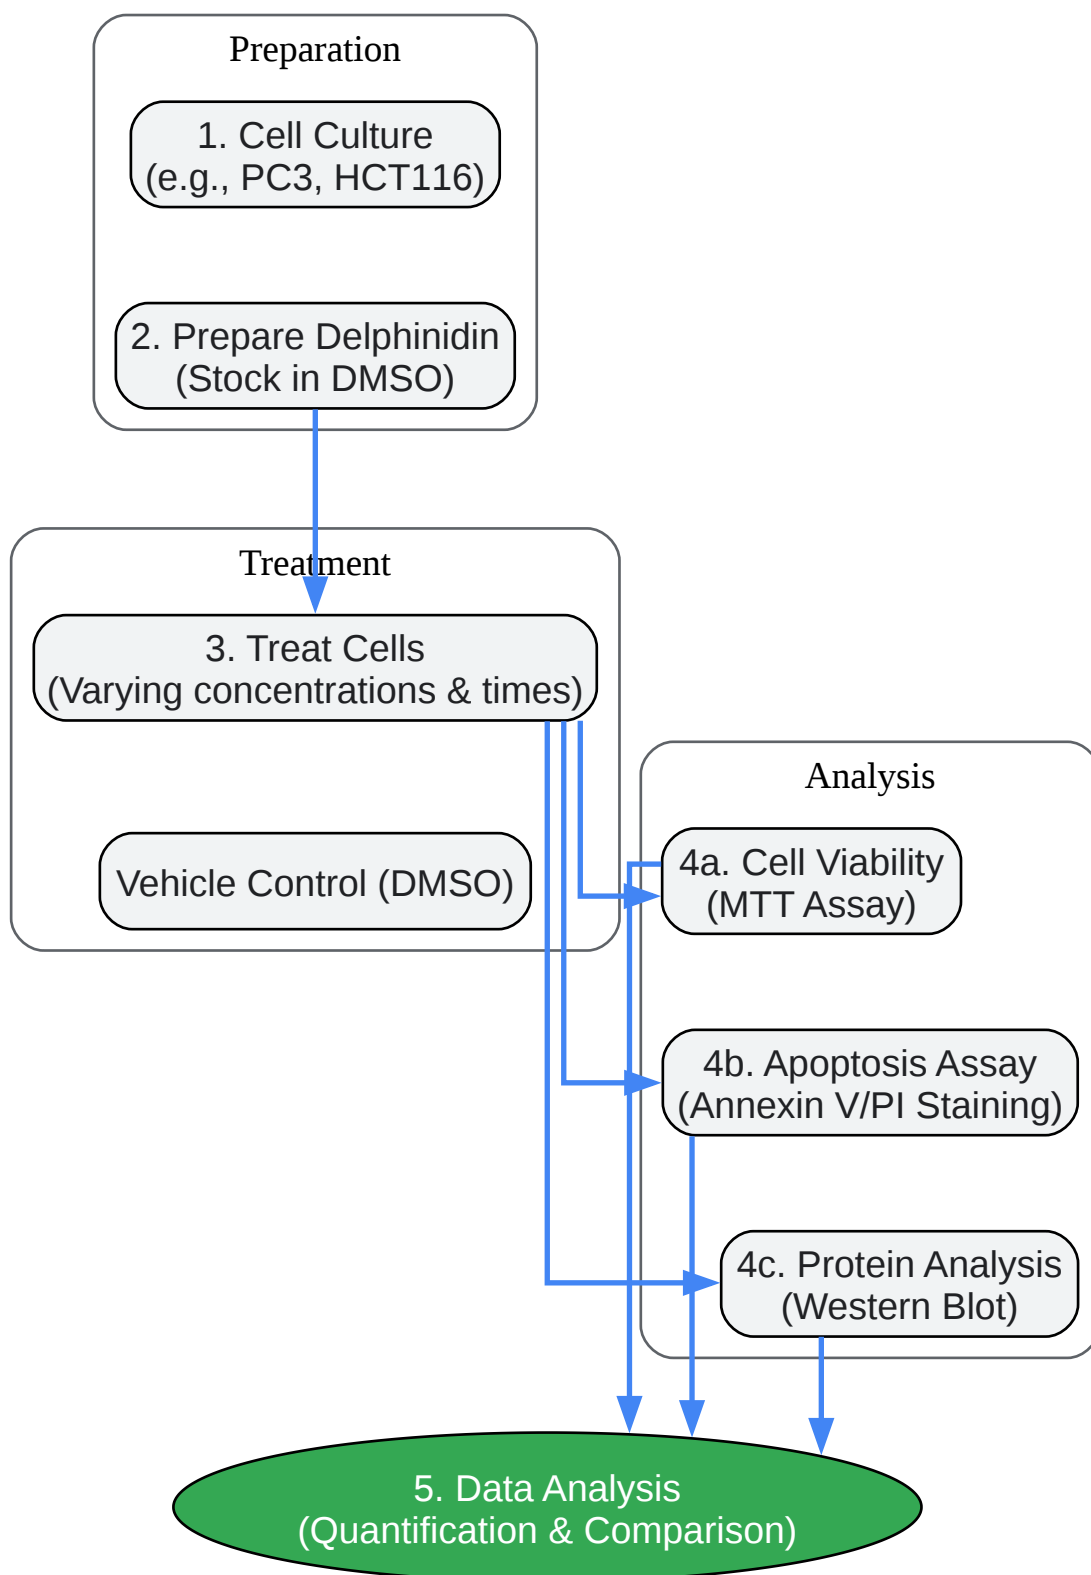 Preparation
1. Cell Culture
(e.g., PC3, HCT116)
2. Prepare Delphinidin
(Stock in DMSO)
Treatment
3. Treat Cells
(Varying concentrations & times)
Vehicle Control (DMSO)
Analysis
4a. Cell Viability
(MTT Assay)
4b. Apoptosis Assay
(Annexin V/PI Staining)
4c. Protein Analysis
(Western Blot)
5. Data Analysis
(Quantification & Comparison)